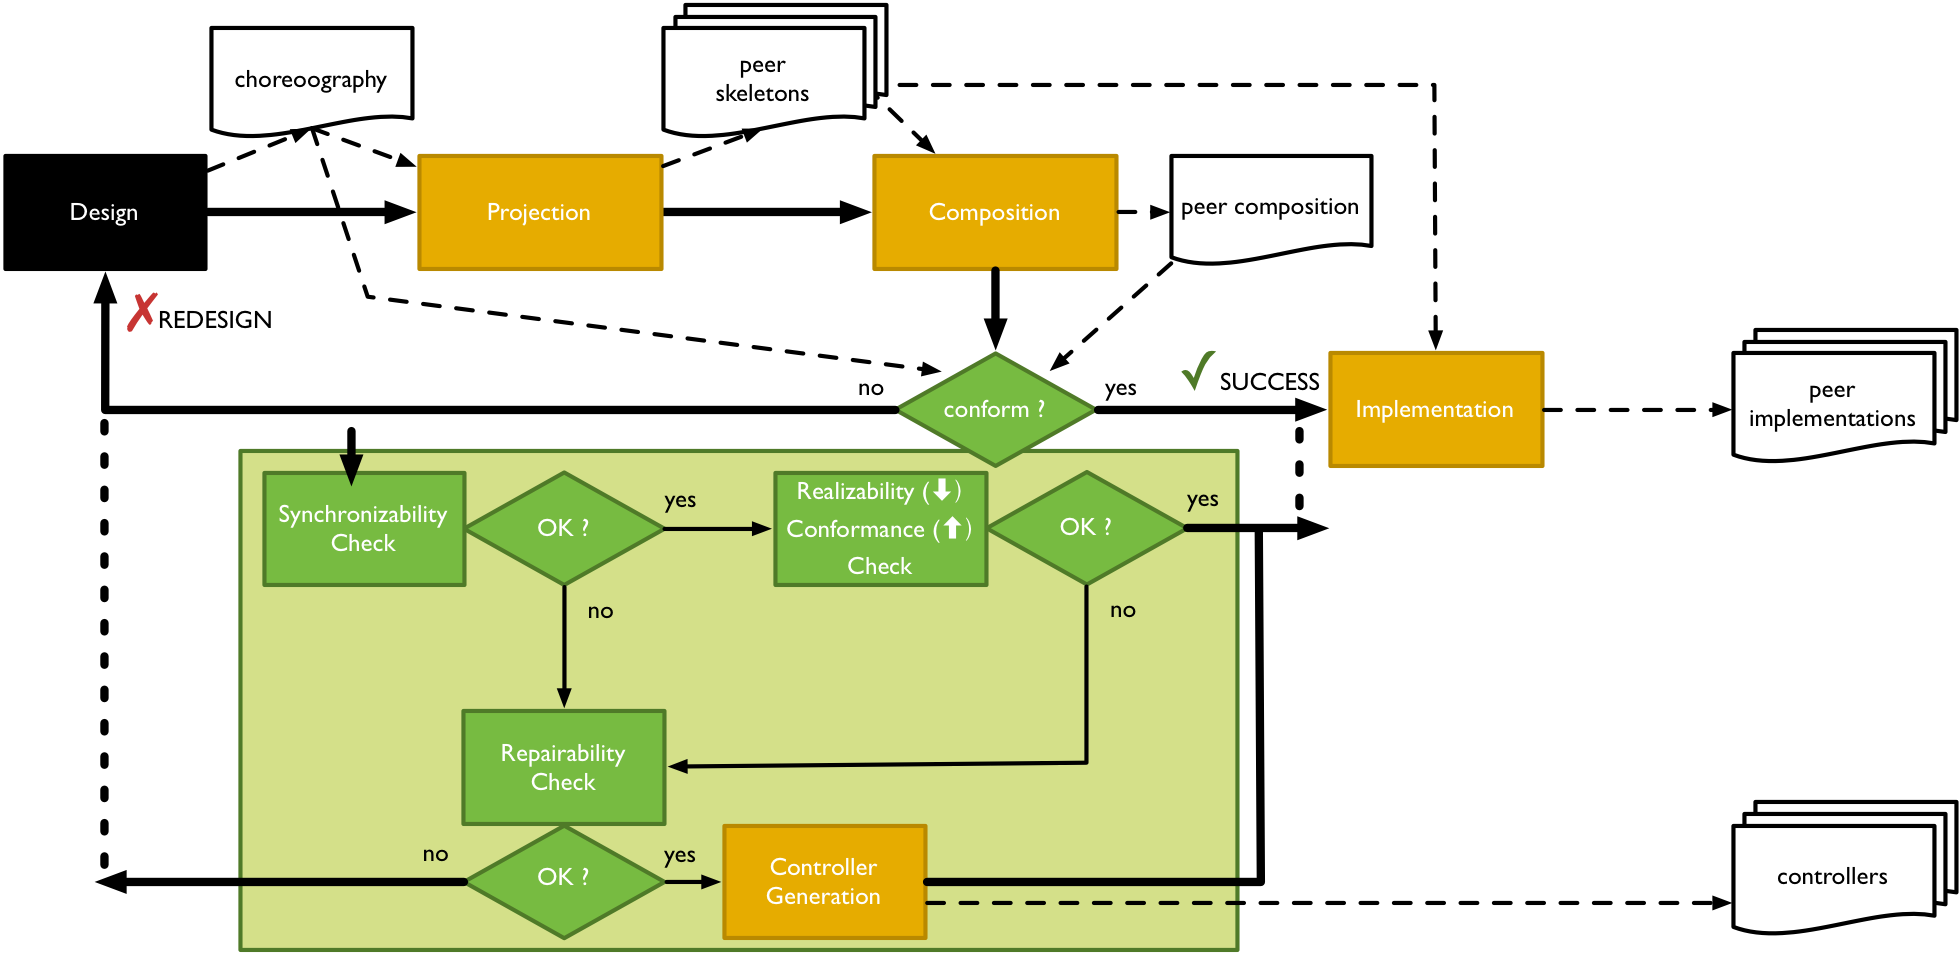 choreoography
peer
skeletons
Design
Projection
Composition
peer composition
✗REDESIGN
no
conform ?
yes
✓SUCCESS
Implementation
peer
implementations
Synchronizability
Check
OK ?
yes
Realizability (⬇)
Conformance (⬆)
Check
OK ?
yes
no
no
Repairability
Check
no
OK ?
yes
Controller
Generation
controllers